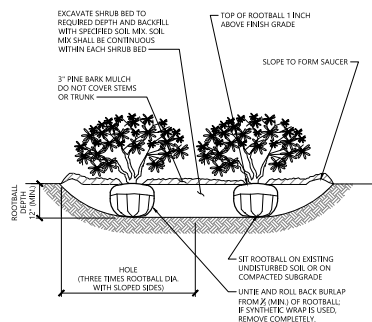 EXCAVATE SHRUB BED TO
REQUIRED DEPTH AND BACKFILL
WITH SPECIFIED SOIL MIX. SOIL
MIX SHALL BE CONTINUOUS
WITHIN EACH SHRUB BED
TOP OF ROOTBALL 1 INCH
ABOVE FINISH GRADE
SLOPE TO FORM SAUCER
3" PINE BARK MULCH
DO NOT COVER STEMS
OR TRUNK
ROOTBALL
DEPTH
12" (MIN.)
HOLE
(THREE TIMES ROOTBALL DIA.
WITH SLOPED SIDES)
SIT ROOTBALL ON EXISTING
UNDISTURBED SOIL OR ON
COMPACTED SUBGRADE
UNTIE AND ROLL BACK BURLAP
FROM (MIN.) OF ROOTBALL;
IF SYNTHETIC WRAP IS USED,
REMOVE COMPLETELY.